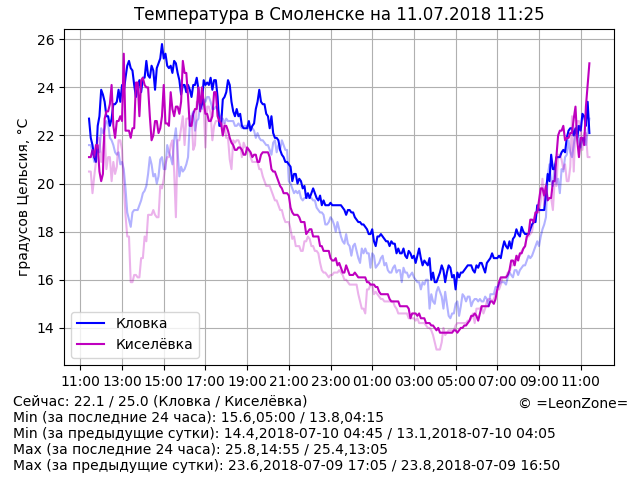 Температура в Смоленске на 11.07.2018 11:25
градусов Цельсия, °C
26
24
22
20
18
16
14
Кловка
Киселёвка
11:00 13:00 15:00 17:00 19:00 21:00 23:00 01:00 03:00 05:00 07:00 09:00 11:00
Сейчас: 22.1 / 25.0 (Кловка / Киселёвка)
© =LeonZone=
Min (за последние 24 часа): 15.6,05:00 / 13.8,04:15
Min (за предыдущие сутки): 14.4,2018-07-10 04:45 / 13.1,2018-07-10 04:05
Max (за последние 24 часа): 25.8,14:55 / 25.4,13:05
Max (за предыдущие сутки): 23.6,2018-07-09 17:05 / 23.8,2018-07-09 16:50